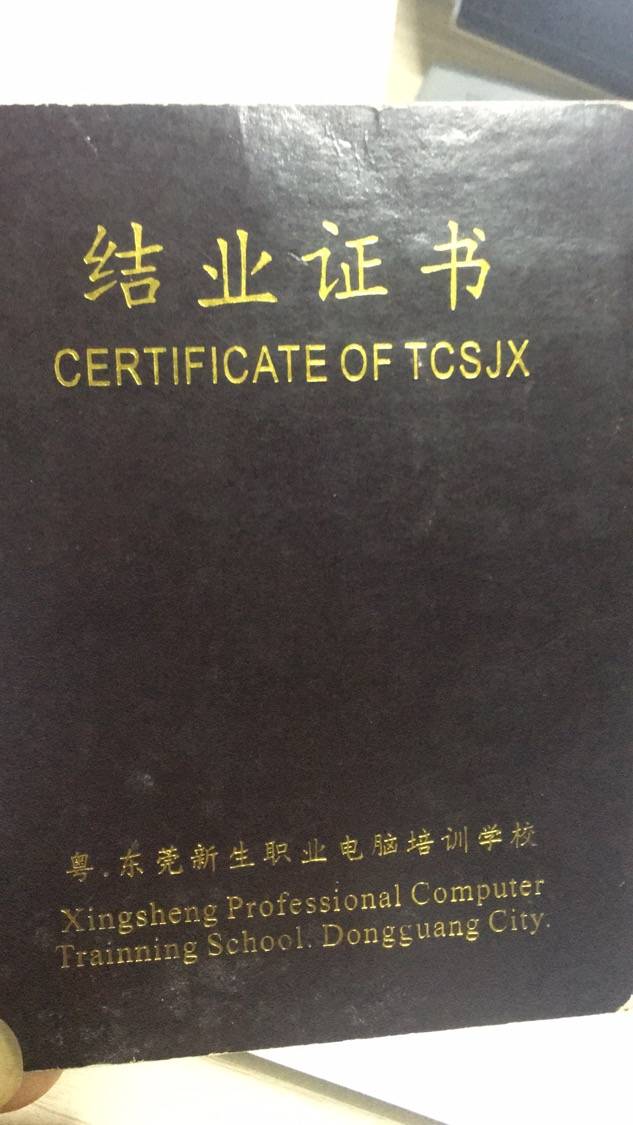 结业证书
CERTIFICATE OF TCSJX
粤.东莞新生职业电脑培训学校
Xingsheng Professional Computer
Trainning School. Dongguang City.